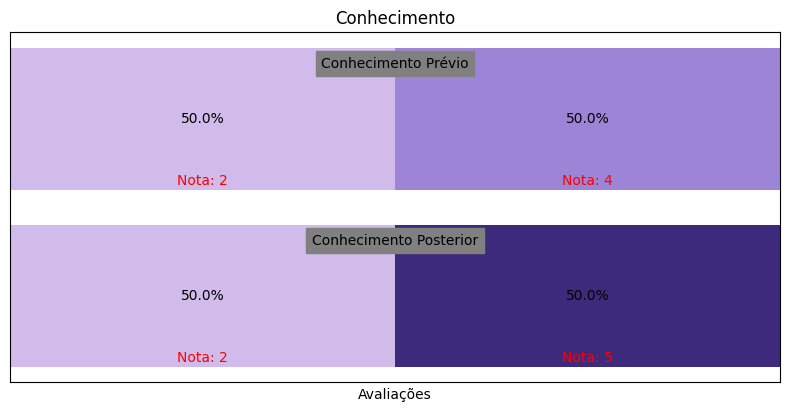 Conhecimento
Conhecimento Prévio
50.0% 50.0%
Nota: 2 Nota: 4
Conhecimento Posterior
50.0% 50.0%
Nota: 2 Nota: 5
Avaliações